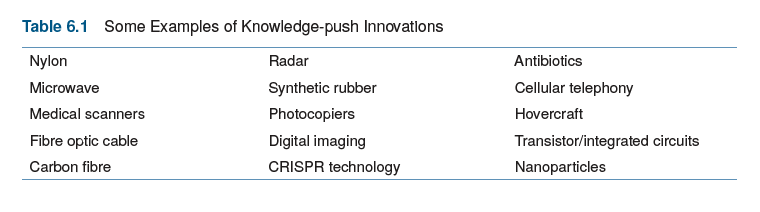 Table 6.1 Some Examples of Knowledge-push Innovations
Nylon Radar Antibiotics
Microwave Synthetic rubber Cellular telephony
Medical scanners Photocopiers Hovercraft
Fibre optic cable Digital imaging Transistor/integrated circuits
Carbon fibre CRISPR technology Nanoparticles